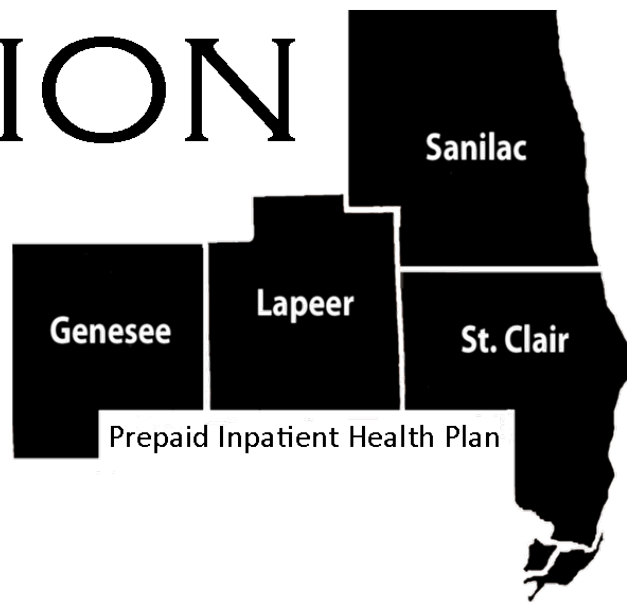 ION
Sanilac
Lapeer
Genesee
St. Clair
Prepaid Inpatient Health Plan